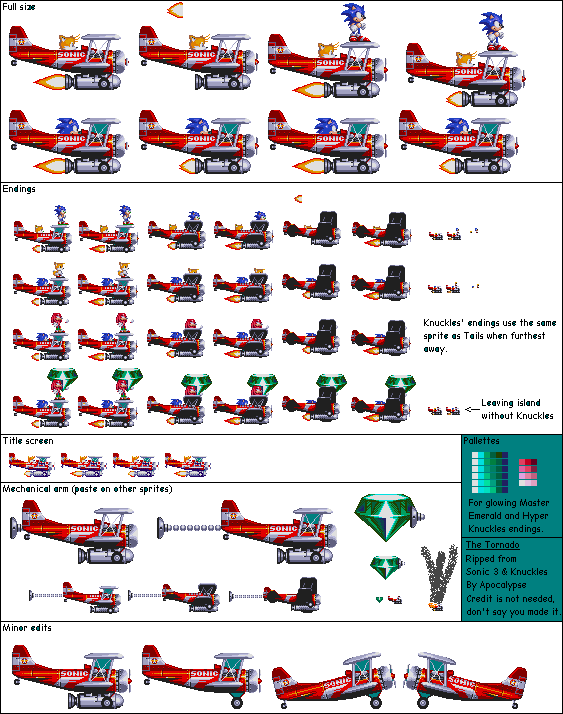 Full size
SONIC
SONIC
SONIC
SONIC
SONIC
SONIC
SONIC
SONIC
Endings
Knuckles' endings use the same
sprite as Tails when furthest
away.
Leaving island
without Knuckles
Title screen
Pallettes
For glowing Master
Emerald and Hyper
Knuckles endings.
Mechanical arm (paste on other sprites)
SONIC
SONIC
The Tornado
Ripped from
Sonic 3 & Knuckles
By Apocalypse
Credit is not needed,
don't say you made it.
Minor edits
SONIC
SONIC
SONIC
SONIC